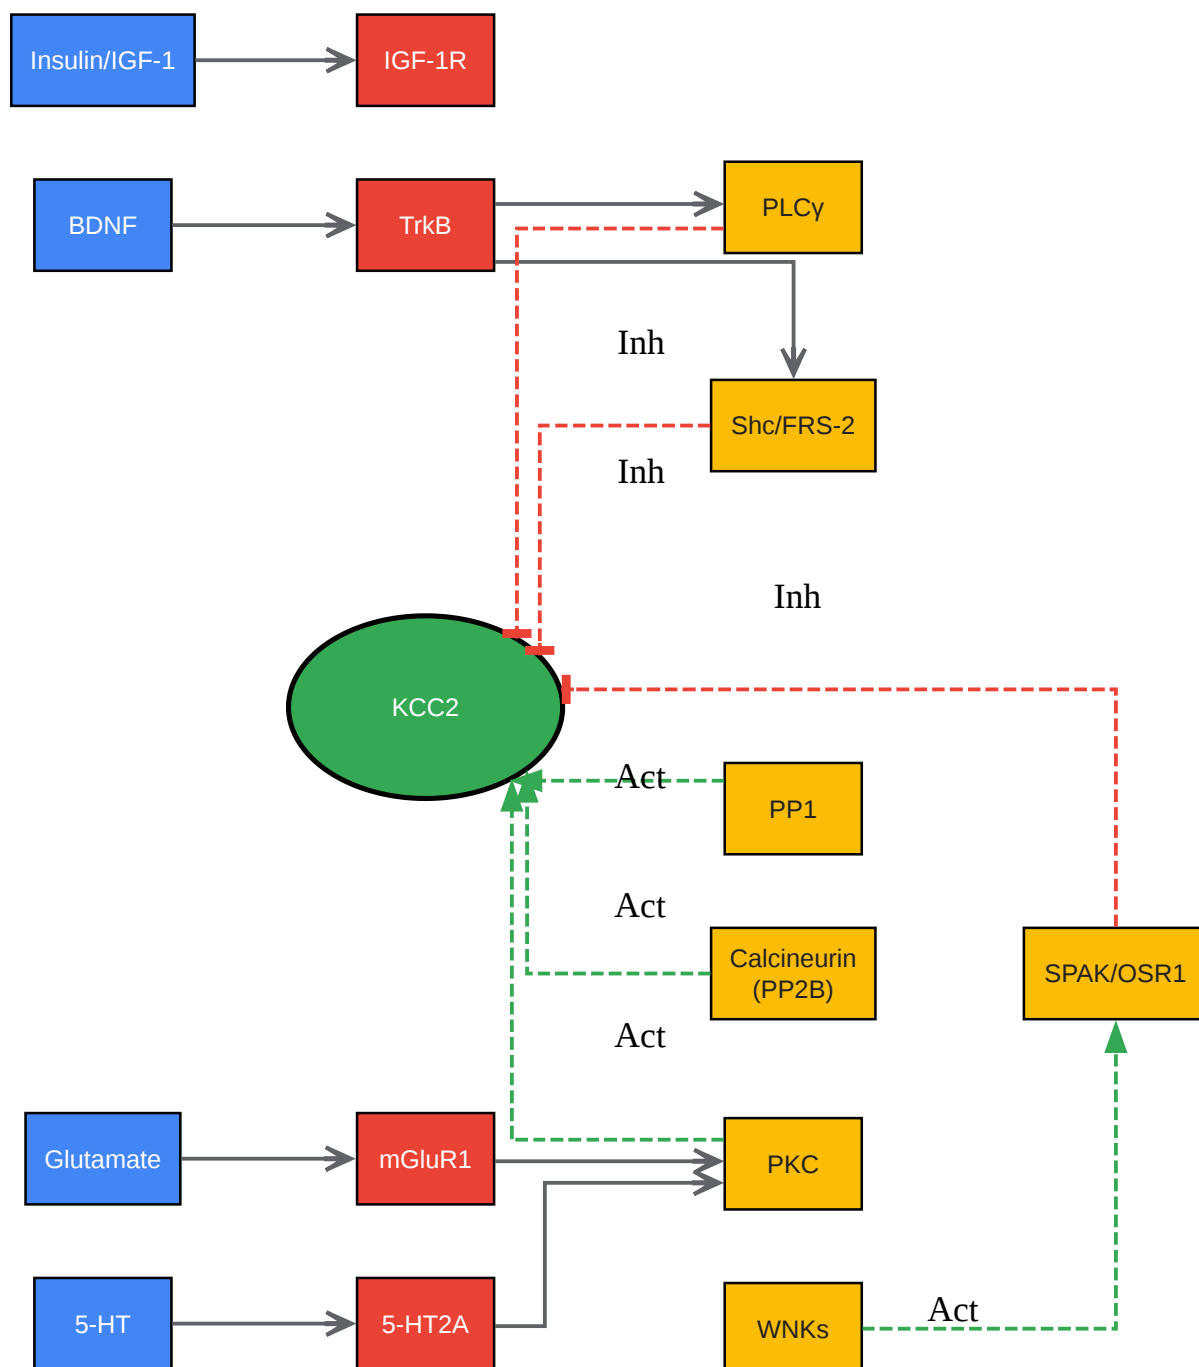 Insulin/IGF-1
IGF-1R
BDNF
TrkB
PLCγ
Inh
Shc/FRS-2
Inh
Inh
KCC2
Act
PP1
Act
Calcineurin
(PP2B)
SPAK/OSR1
Act
Glutamate
mGluR1
PKC
5-HT
5-HT2A
WNKs
Act